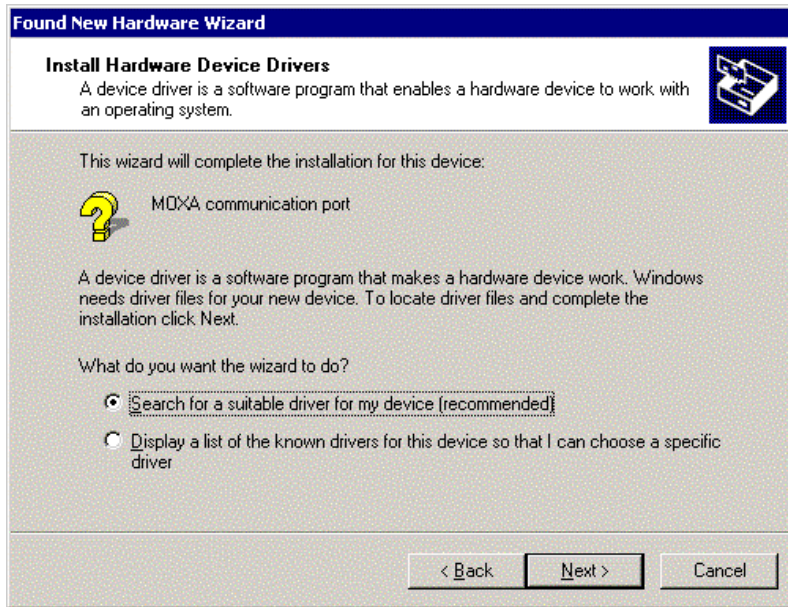 Found New Hardware Wizard
Install Hardware Device Drivers
A device driver is a software program that enables a hardware device to work with
an operating system.
This wizard will complete the installation for this device:
MOXA communication port
A device driver is a software program that makes a hardware device work. Windows
needs driver files for your new device. To locate driver files and complete the
installation click Next.
What do you want the wizard to do?
Search for a suitable driver for my device (recommended)
Display a list of the known drivers for this device so that I can choose a specific
driver
< Back
Next >
Cancel